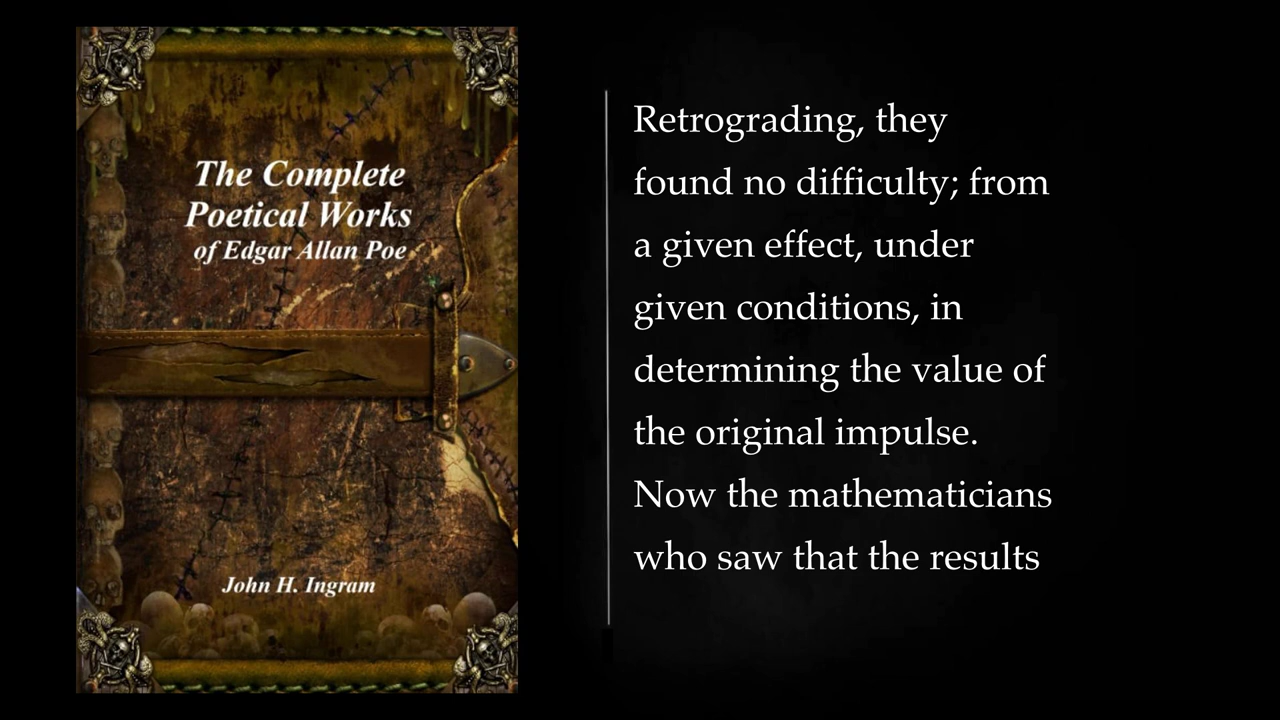 The Complete
Poetical Works
of Edgar Allan Poe
John H. Ingram
Retrograding, they
found no difficulty; from
a given effect, under
given conditions, in
determining the value of
the original impulse.
Now the mathematicians
who saw that the results